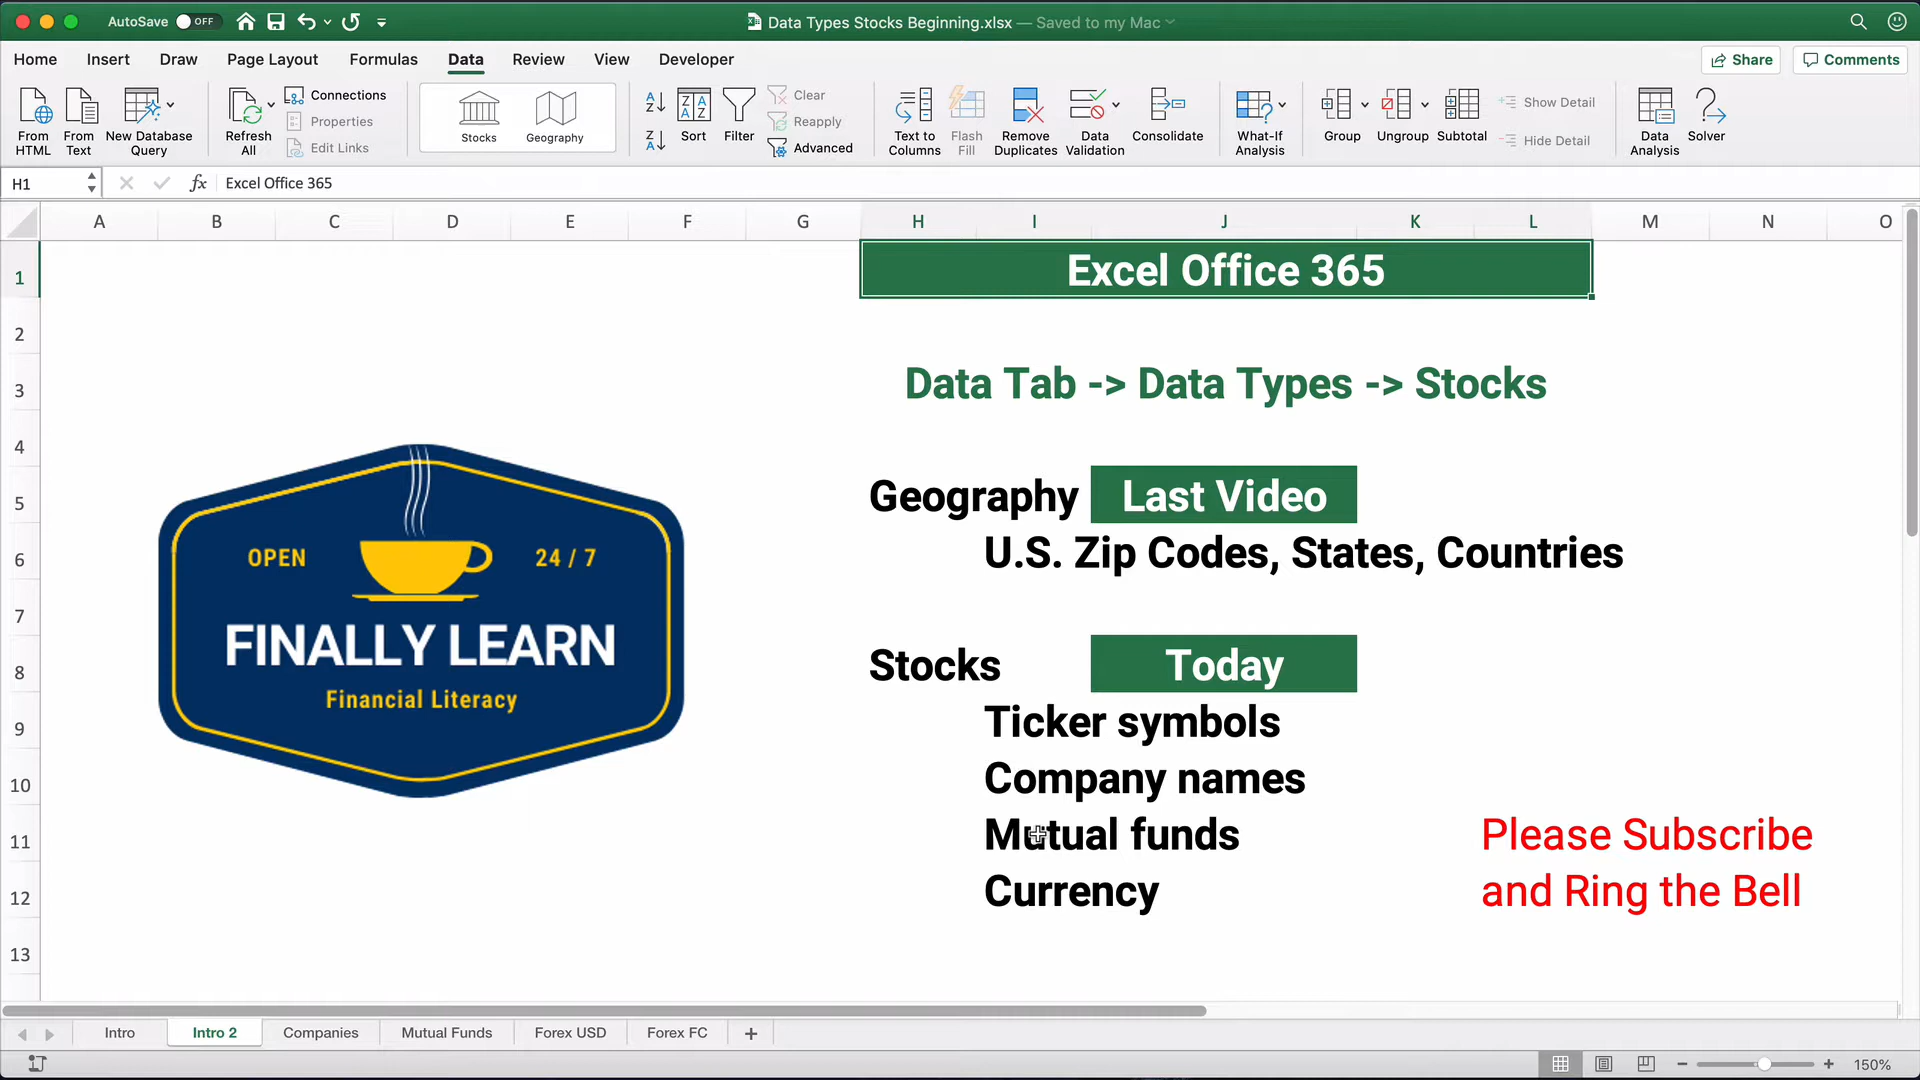 AutoSave OFF
Data Types Stocks Beginning.xlsx — Saved to my Mac
Home Insert Draw Page Layout Formulas Data Review View Developer
Share Comments
From HTML
From Text
New Database Query
Refresh All
Connections
Properties
Edit Links
Stocks
Geography
Sort
Filter
Clear
Reapply
Advanced
Text to Columns
Flash Fill
Remove Duplicates
Data Validation
Consolidate
What-If Analysis
Group
Ungroup
Subtotal
Show Detail
Hide Detail
Data Analysis
Solver
H1 fx Excel Office 365
A B C D E F G H I J K L M N O
1 Excel Office 365
2
3 Data Tab -> Data Types -> Stocks
4
5 Geography Last Video
6 U.S. Zip Codes, States, Countries
7
8 Stocks Today
9 Ticker symbols
10 Company names
11 Mutual funds Please Subscribe
12 Currency and Ring the Bell
13
OPEN 24 / 7
FINALLY LEARN
Financial Literacy
Intro Intro 2 Companies Mutual Funds Forex USD Forex FC +
150%